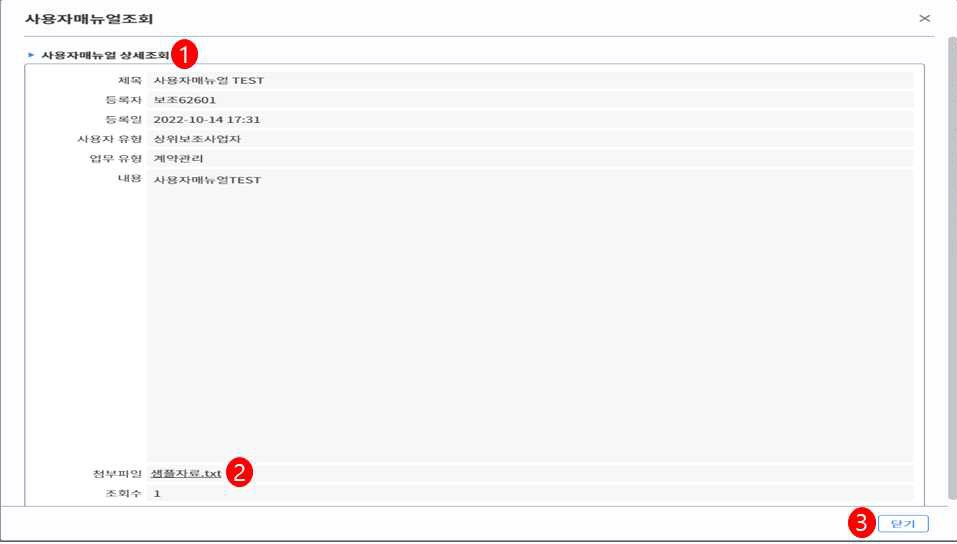 사용자매뉴얼조회
사용자매뉴얼 상세조회 1
제목 사용자매뉴얼 TEST
등록자 보조62601
등록일 2022-10-14 17:31
사용자 유형 상위보조사업자
업무 유형 계약관리
내용 사용자매뉴얼TEST
첨부파일 샘플자료.txt 2
조회수 1
3 닫기